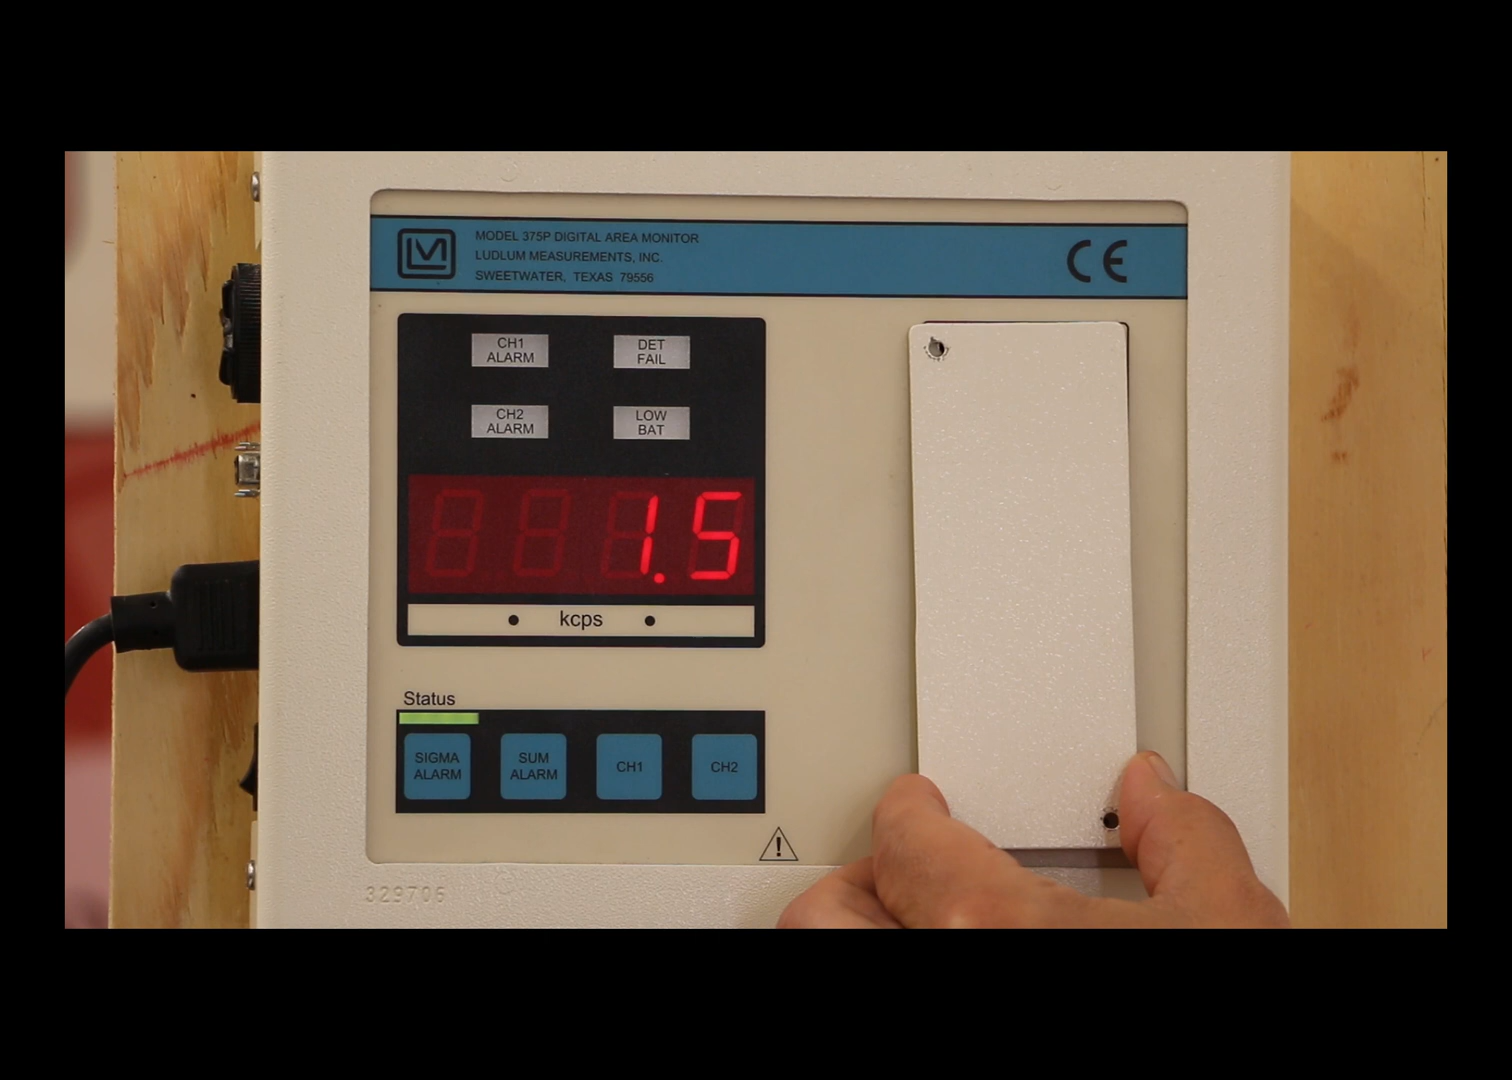 MODEL 375P DIGITAL AREA MONITOR
LUDLUM MEASUREMENTS, INC.
SWEETWATER, TEXAS 79556
CE
CH1
ALARM
DET
FAIL
CH2
ALARM
LOW
BAT
1.5
• kcps •
Status
SIGMA
ALARM
SUM
ALARM
CH1
CH2
329706